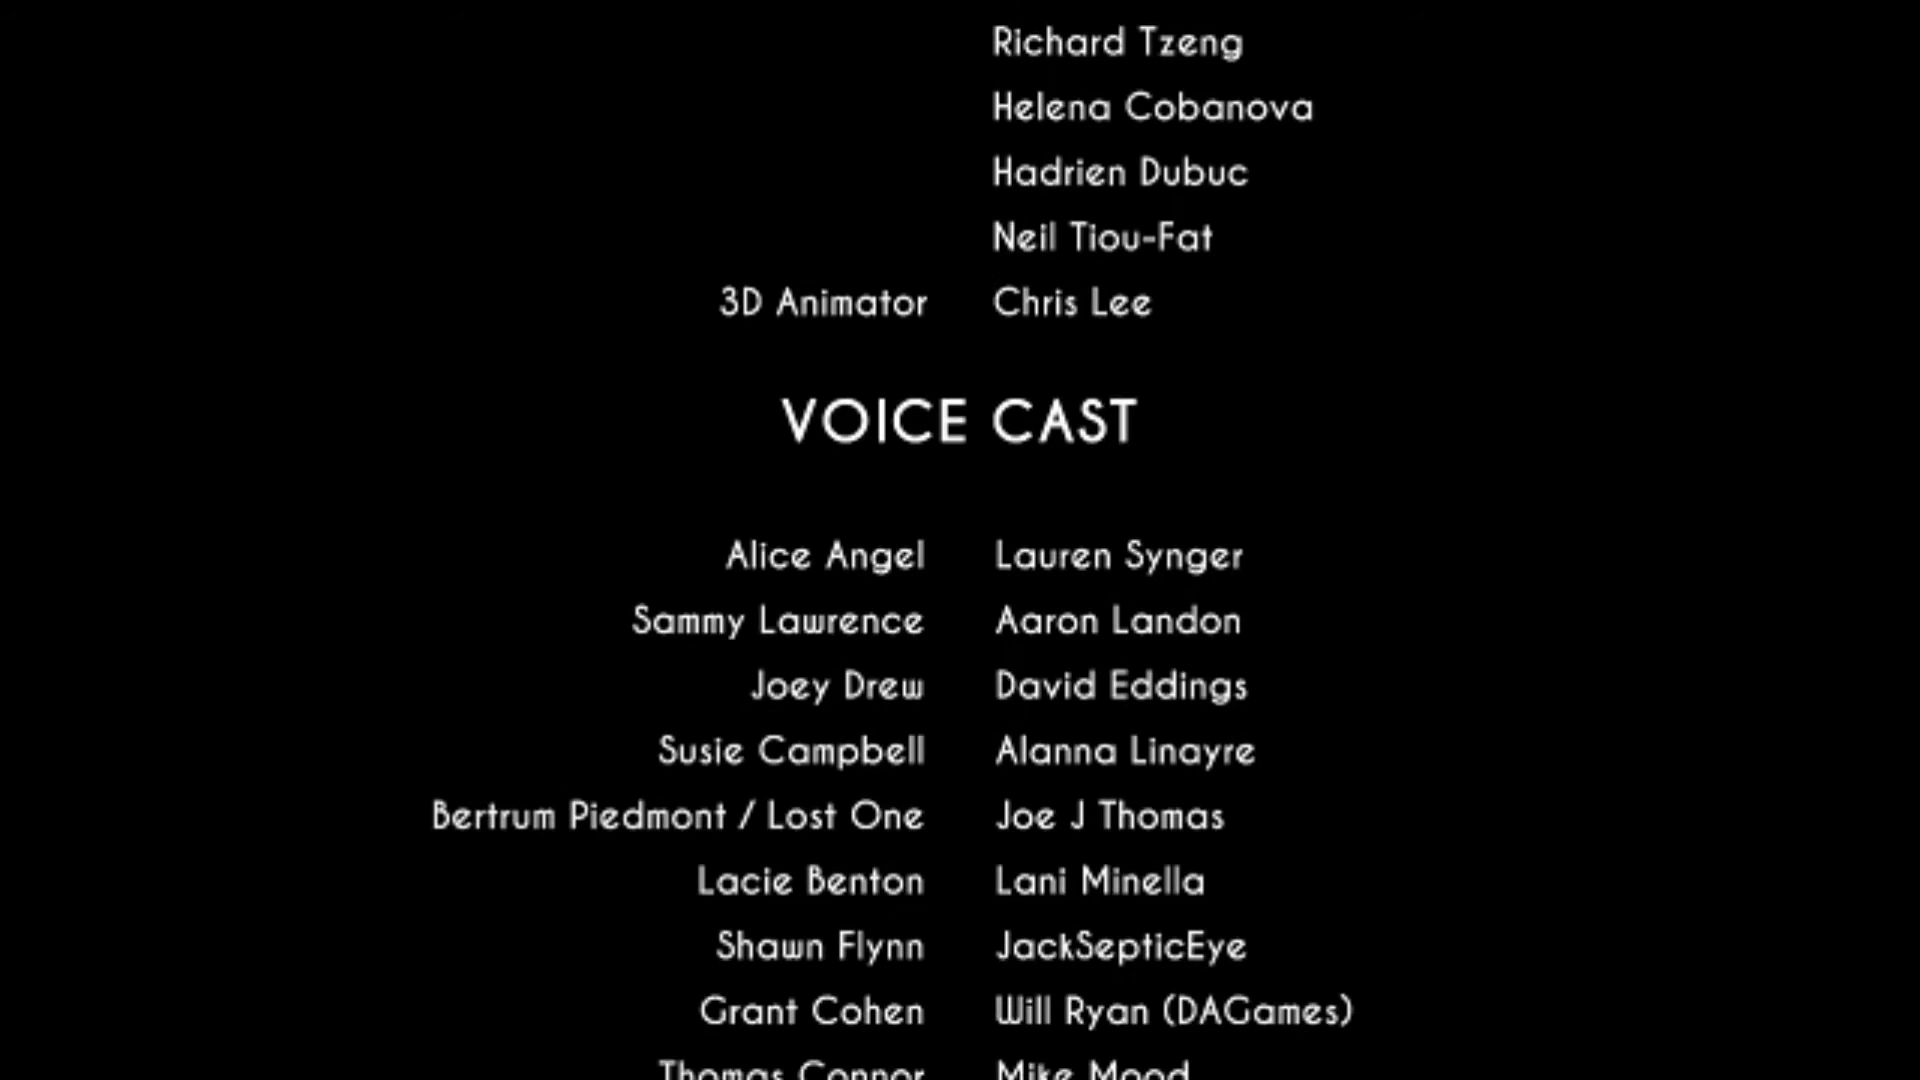 Richard Tzeng
Helena Cobanova
Hadrien Dubuc
Neil Tiou-Fat
3D Animator Chris Lee
VOICE CAST
Alice Angel Lauren Synger
Sammy Lawrence Aaron Landon
Joey Drew David Eddings
Susie Campbell Alanna Linayre
Bertrum Piedmont / Lost One Joe J Thomas
Lacie Benton Lani Minella
Shawn Flynn JackSepticEye
Grant Cohen Will Ryan (DAGames)
Thomas Connor Mike Mood